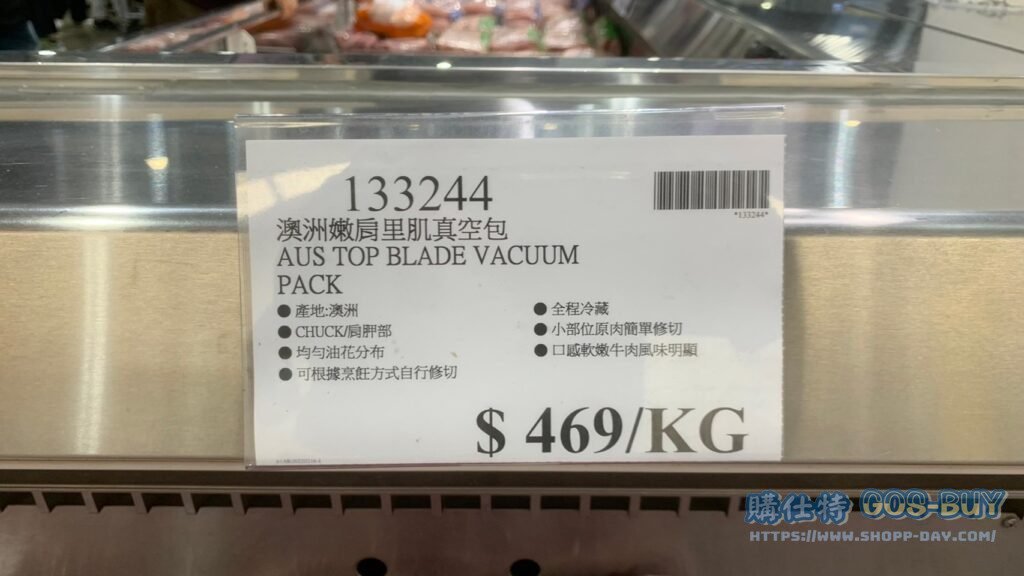 133244
*133244*
澳洲嫩肩里肌真空包
AUS TOP BLADE VACUUM
PACK
● 產地:澳洲
● CHUCK/肩胛部
● 均勻油花分布
● 可根據烹飪方式自行修切
● 全程冷藏
● 小部位原肉簡單修切
● 口感軟嫩牛肉風味明顯
$ 469/KG
購仕特 GOS-BUY
HTTPS://WWW.SHOPP-DAY.COM/